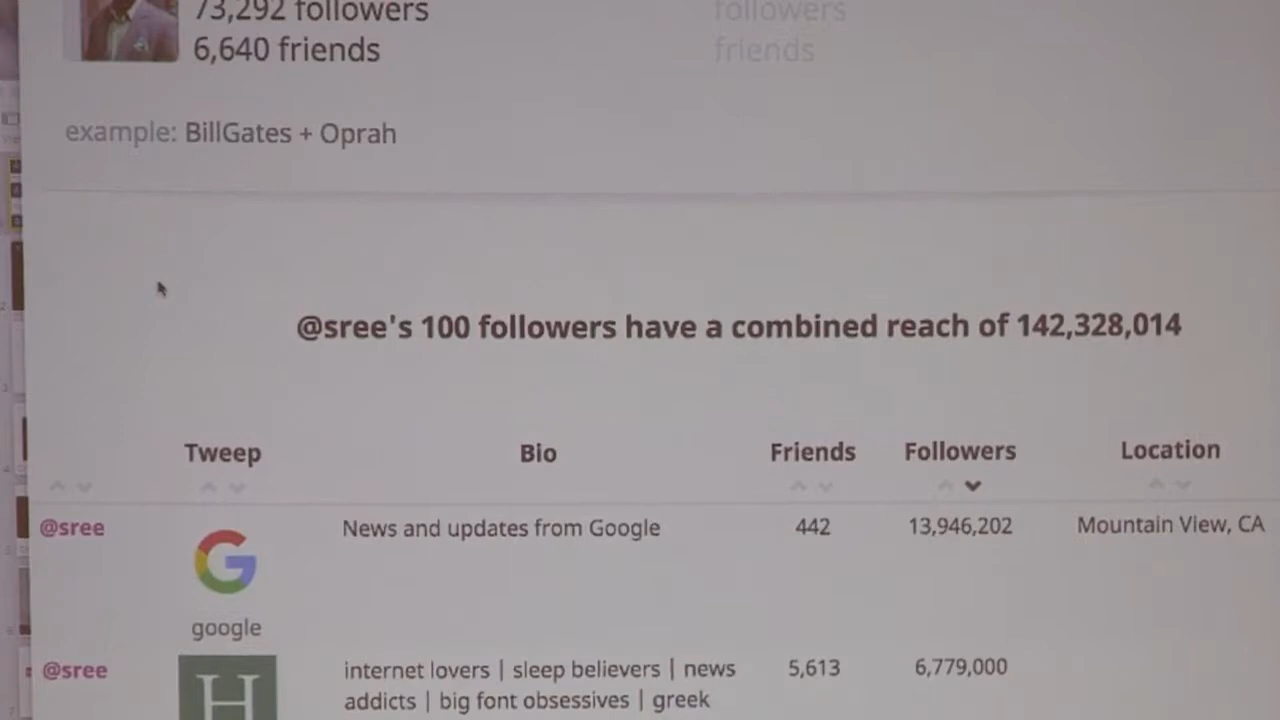 73,292 followers
6,640 friends
followers
friends
example: BillGates + Oprah
@sree's 100 followers have a combined reach of 142,328,014
Tweep Bio Friends Followers Location
@sree News and updates from Google 442 13,946,202 Mountain View, CA
google
@sree internet lovers | sleep believers | news 5,613 6,779,000
addicts | big font obsessives | greek
H